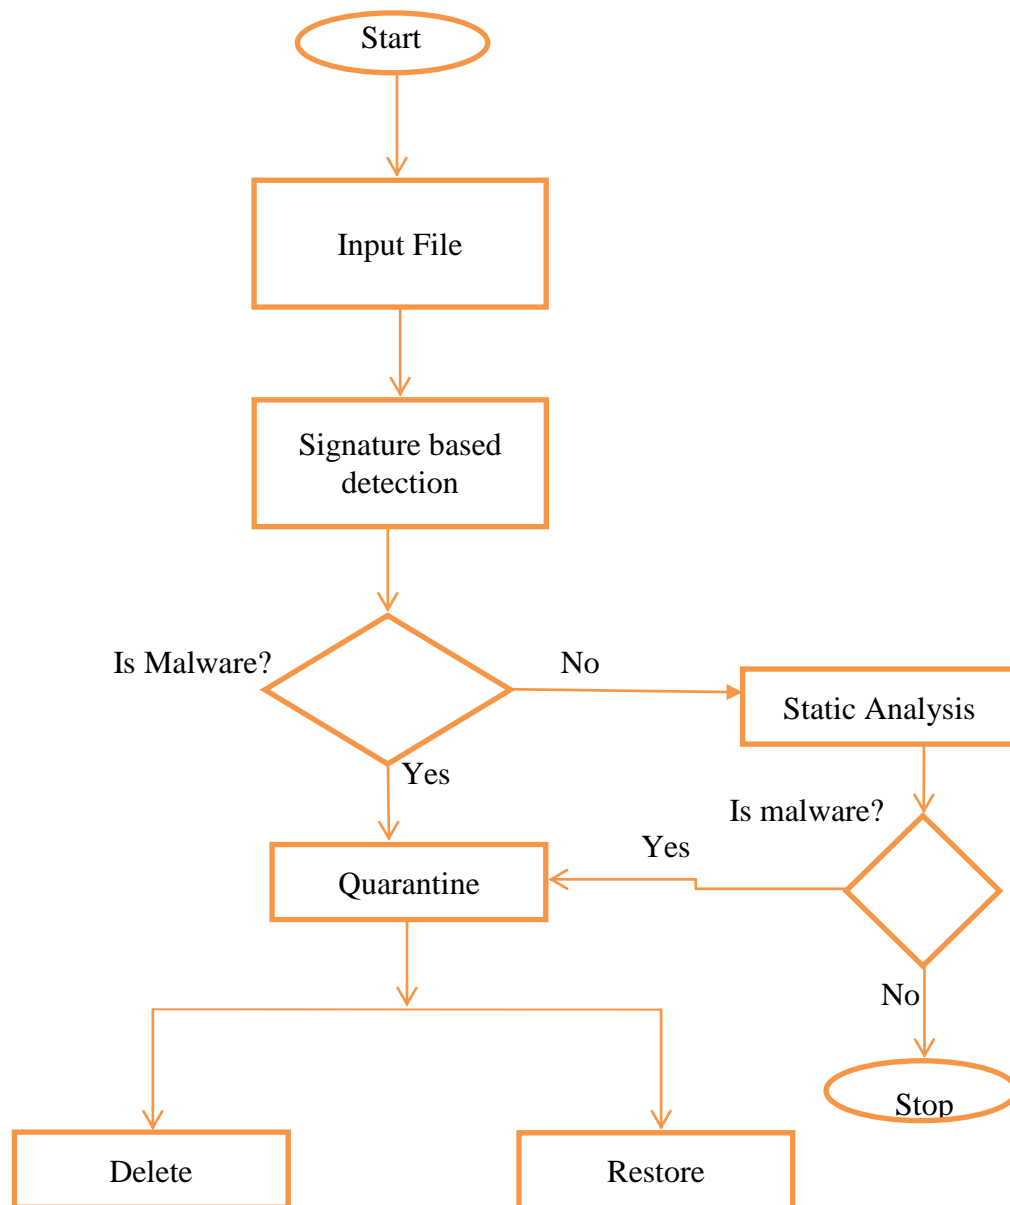 Start
Input File
Signature based
detection
Is Malware?
No
Static Analysis
Yes
Is malware?
Yes
Quarantine
No
Stop
Delete
Restore